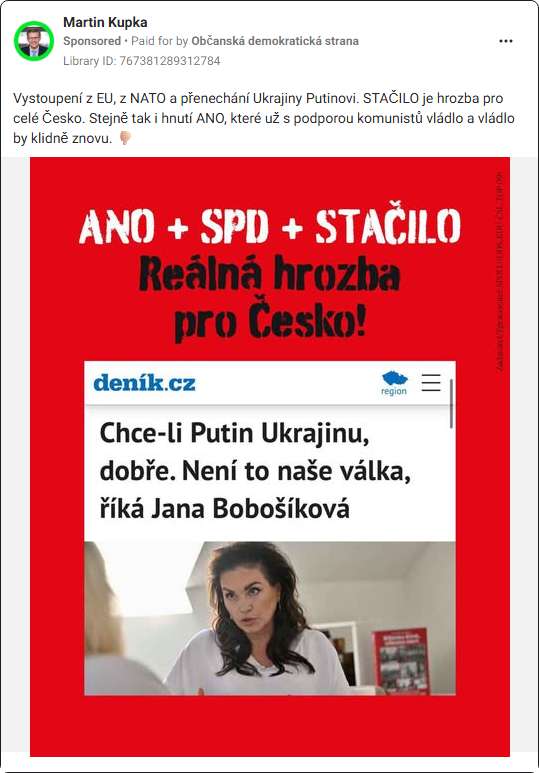 Martin Kupka
Sponsored • Paid for by Občanská demokratická strana
Library ID: 767381289312784
Vystoupení z EU, z NATO a přenechání Ukrajiny Putinovi. STAČILO je hrozba pro
celé Česko. Stejně tak i hnutí ANO, které už s podporou komunistů vládlo a vládlo
by klidně znovu. 👎🏼
ANO + SPD + STAČILO
Reálná hrozba
pro Česko!
deník.cz
region
Chce-li Putin Ukrajinu,
dobře. Není to naše válka,
říká Jana Bobošíková